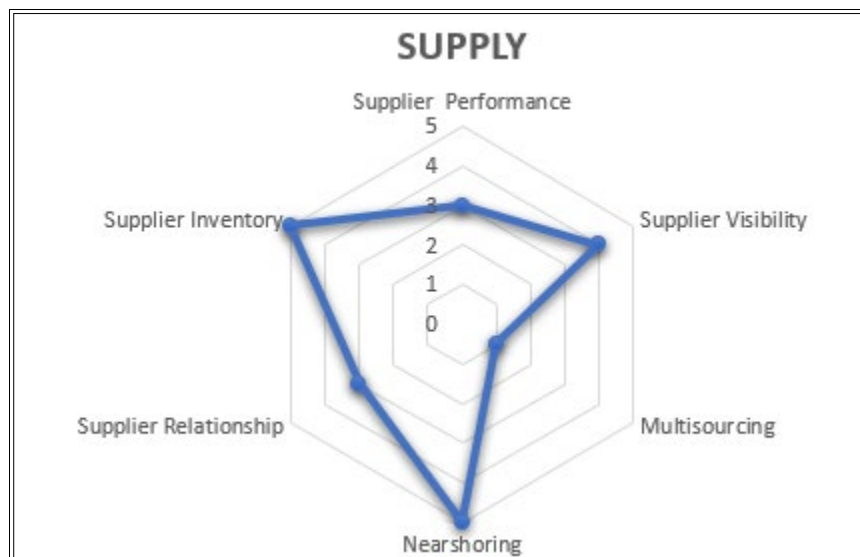 SUPPLY
Supplier Performance
5
4
3
2
1
0
Supplier Inventory
Supplier Visibility
Supplier Relationship
Multisourcing
Nearshoring